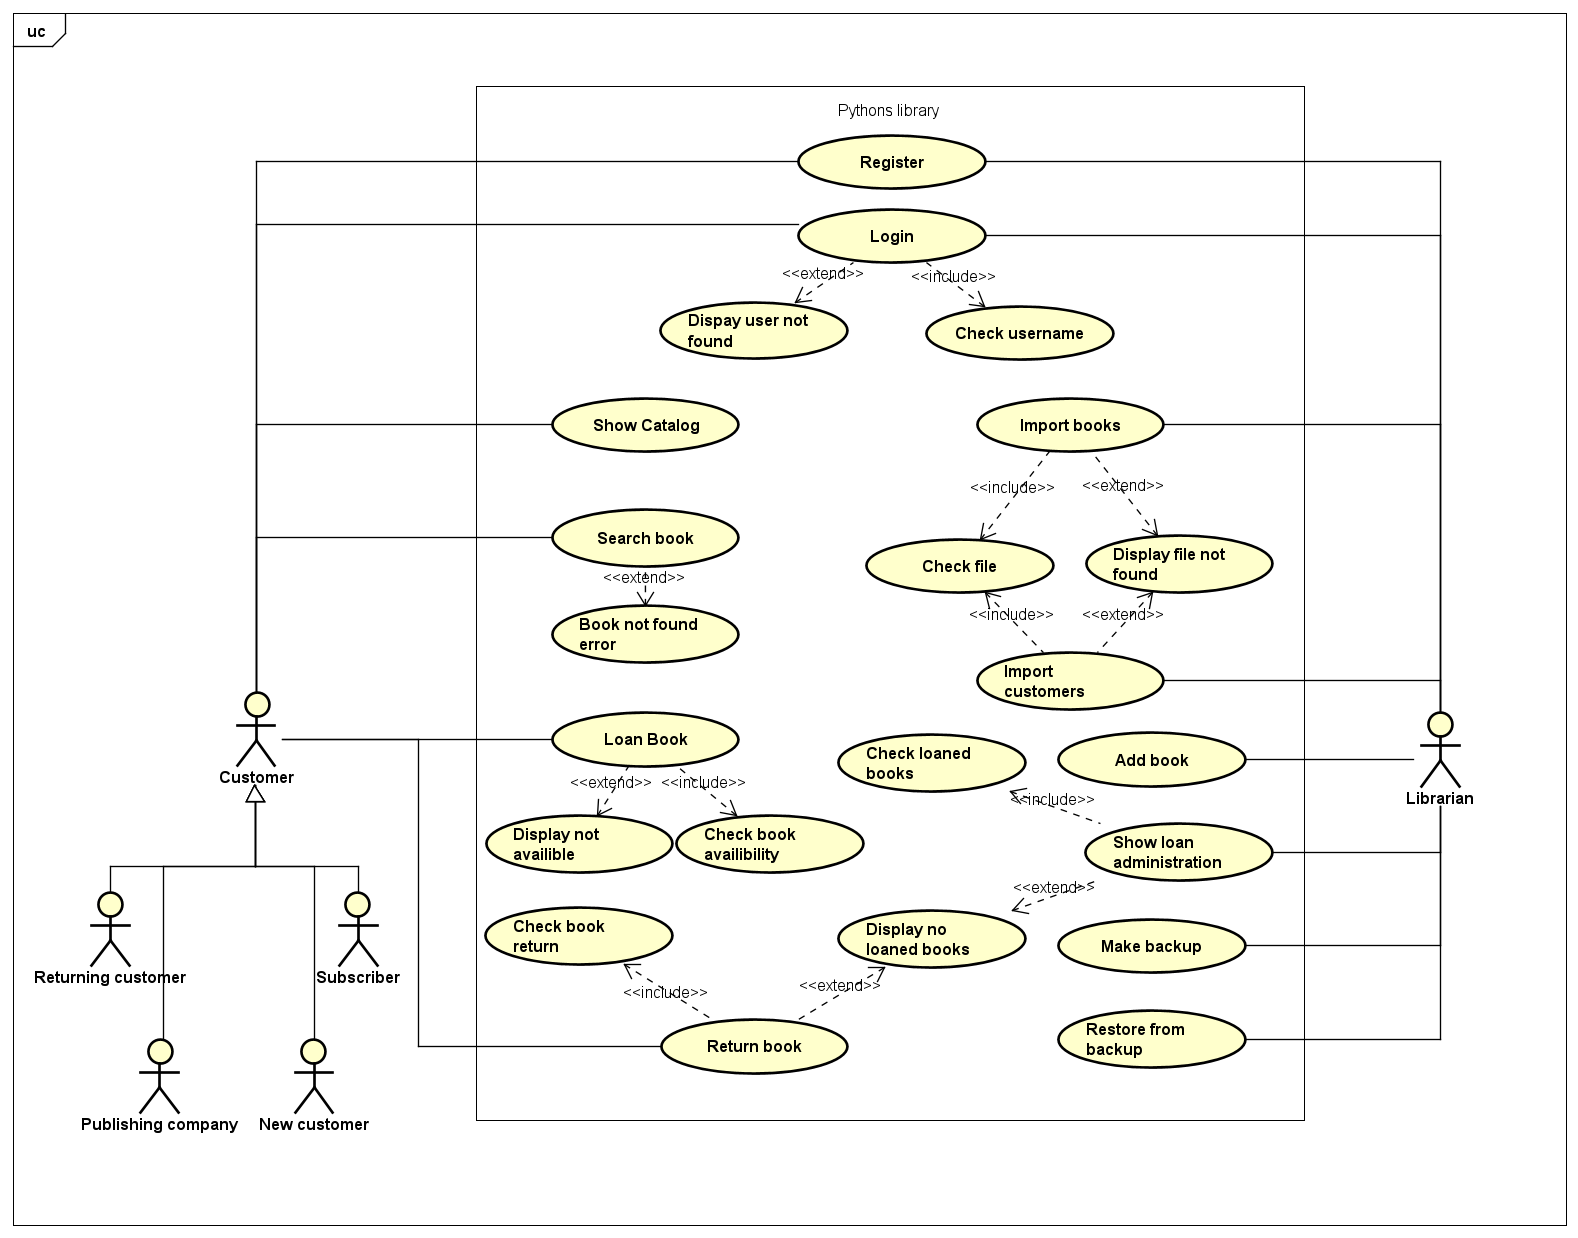 uc
Pythons library
Register
Login
<<extend>>
<<include>>
Dispay user not
found
Check username
Show Catalog
Import books
<<include>>
<<extend>>
Search book
Check file
Display file not
found
<<extend>>
Book not found
error
<<include>>
<<extend>>
Import
customers
Customer
Loan Book
Check loaned
books
Add book
Librarian
<<extend>>
<<include>>
<<include>>
Display not
availible
Check book
availibility
Show loan
administration
<<extend>>
Returning customer
Subscriber
Check book
return
Display no
loaned books
Make backup
<<include>>
<<extend>>
Return book
Restore from
backup
Publishing company
New customer